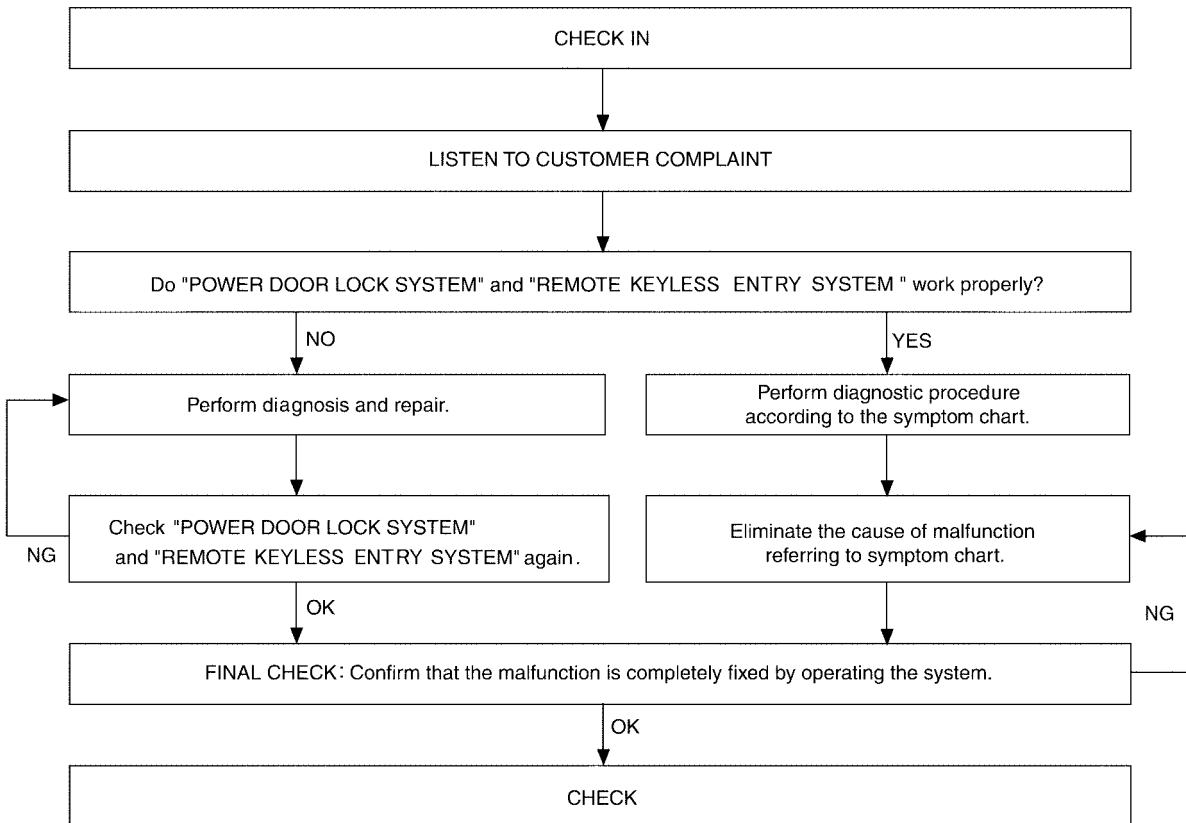 CHECK IN
LISTEN TO CUSTOMER COMPLAINT
Do "POWER DOOR LOCK SYSTEM" and "REMOTE KEYLESS ENTRY SYSTEM" work properly?
NO
YES
Perform diagnosis and repair.
Perform diagnostic procedure
according to the symptom chart.
Check "POWER DOOR LOCK SYSTEM"
and "REMOTE KEYLESS ENTRY SYSTEM" again.
NG
Eliminate the cause of malfunction
referring to symptom chart.
OK
NG
FINAL CHECK: Confirm that the malfunction is completely fixed by operating the system.
OK
CHECK